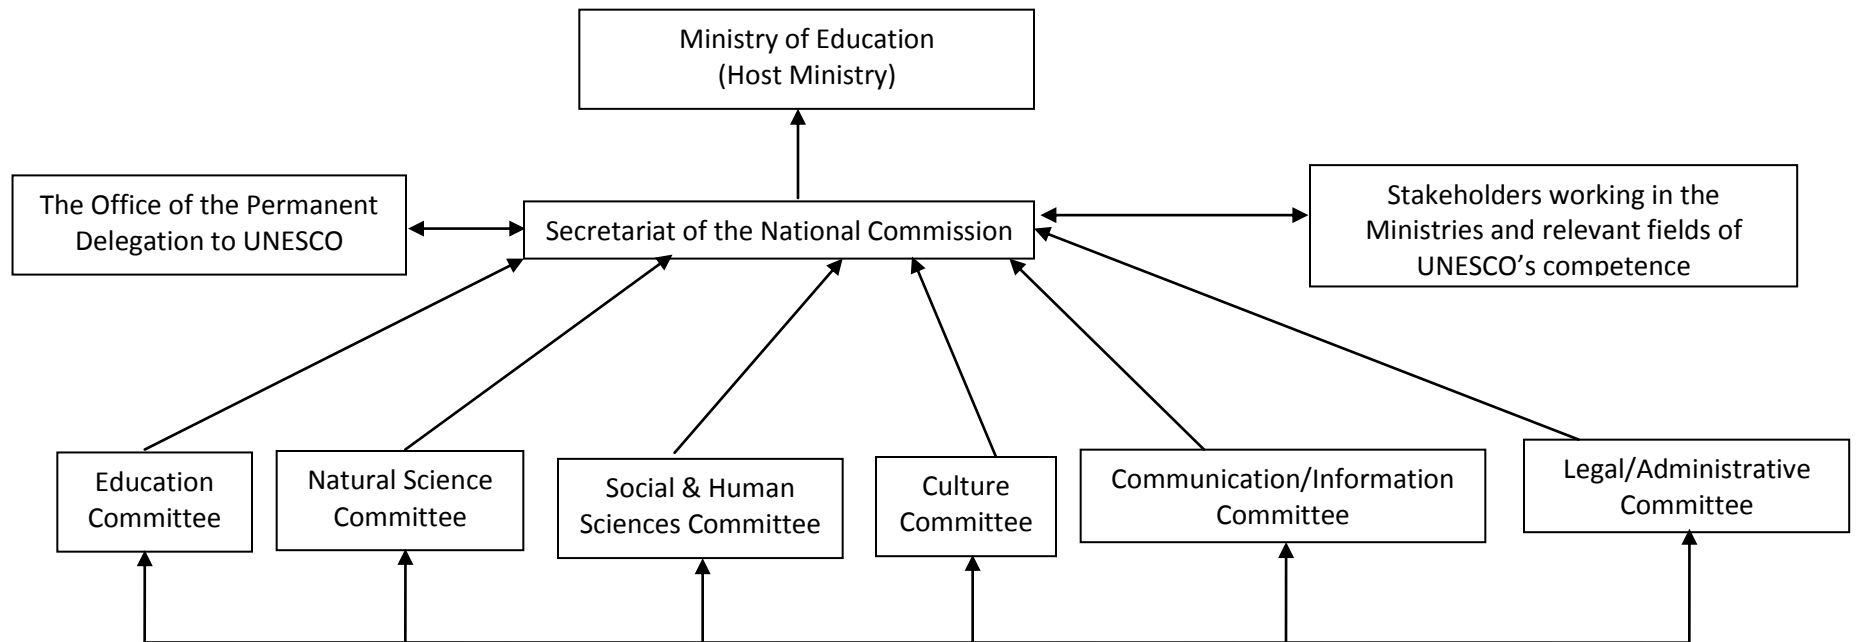 Ministry of Education
(Host Ministry)
The Office of the Permanent
Delegation to UNESCO
Secretariat of the National Commission
Stakeholders working in the
Ministries and relevant fields of
UNESCO’s competence
Education
Committee
Natural Science
Committee
Social & Human
Sciences Committee
Culture
Committee
Communication/Information
Committee
Legal/Administrative
Committee